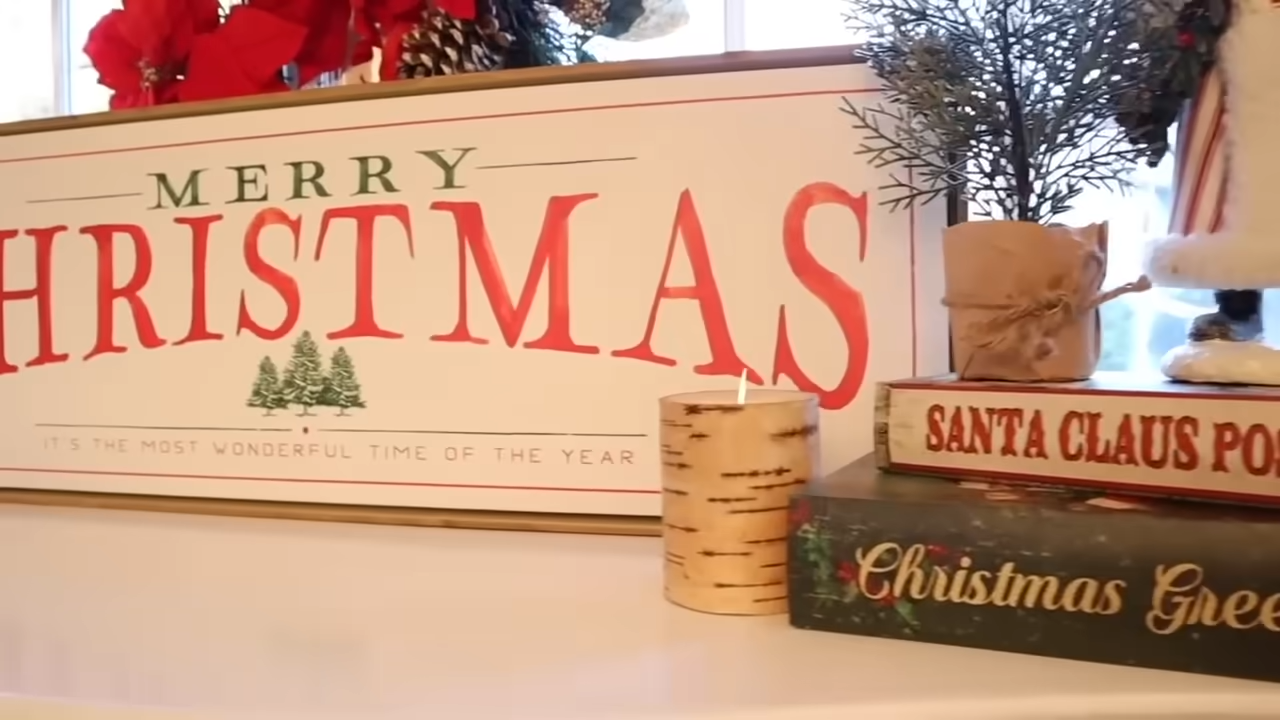 MERRY
HRISTMAS
IT'S THE MOST WONDERFUL TIME OF THE YEAR
SANTA CLAUS PO
Christmas Gree